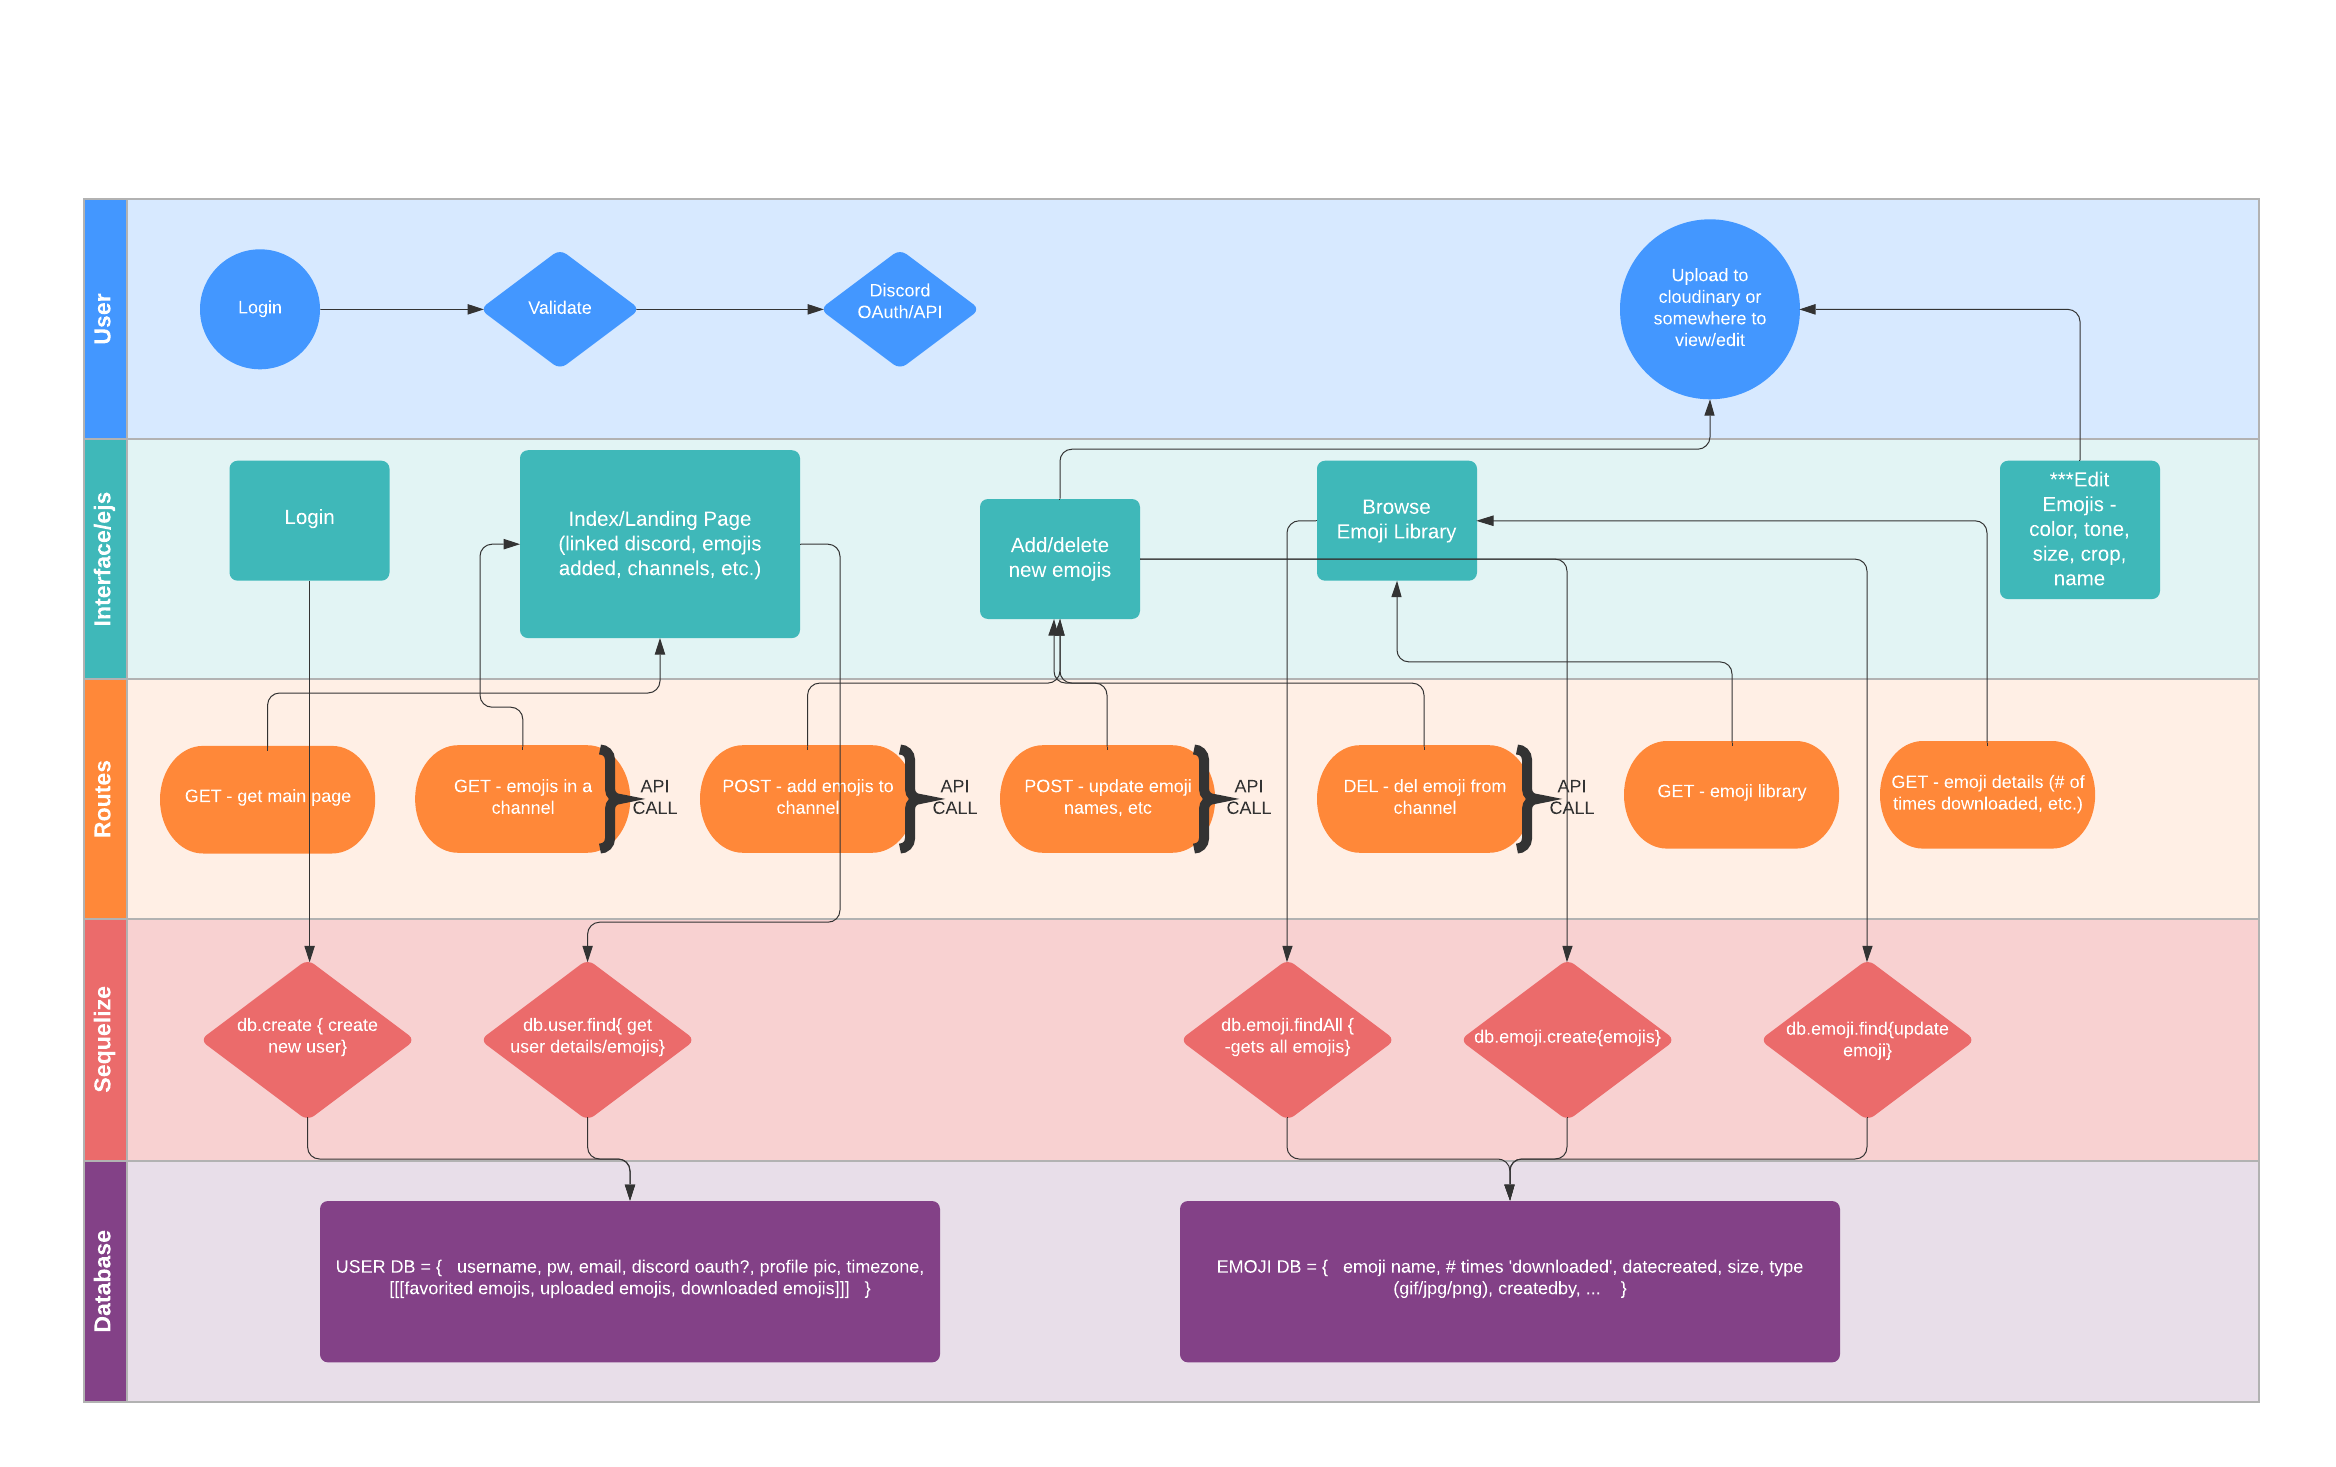 User
Login
Validate
Discord
OAuth/API
Upload to
cloudinary or
somewhere to
view/edit
Interface/ejs
Login
Index/Landing Page
(linked discord, emojis
added, channels, etc.)
Add/delete
new emojis
Browse
Emoji Library
***Edit
Emojis -
color, tone,
size, crop,
name
Routes
GET - get main page
GET - emojis in a
channel
API
CALL
POST - add emojis to
channel
API
CALL
POST - update emoji
names, etc
API
CALL
DEL - del emoji from
channel
API
CALL
GET - emoji library
GET - emoji details (# of
times downloaded, etc.)
Sequelize
db.create { create
new user}
db.user.find{ get
user details/emojis}
db.emoji.findAll {
-gets all emojis}
db.emoji.create{emojis}
db.emoji.find{update
emoji}
Database
USER DB = {   username, pw, email, discord oauth?, profile pic, timezone,
[[[favorited emojis, uploaded emojis, downloaded emojis]]]   }
EMOJI DB = {   emoji name, # times 'downloaded', datecreated, size, type
(gif/jpg/png), createdby, ...    }